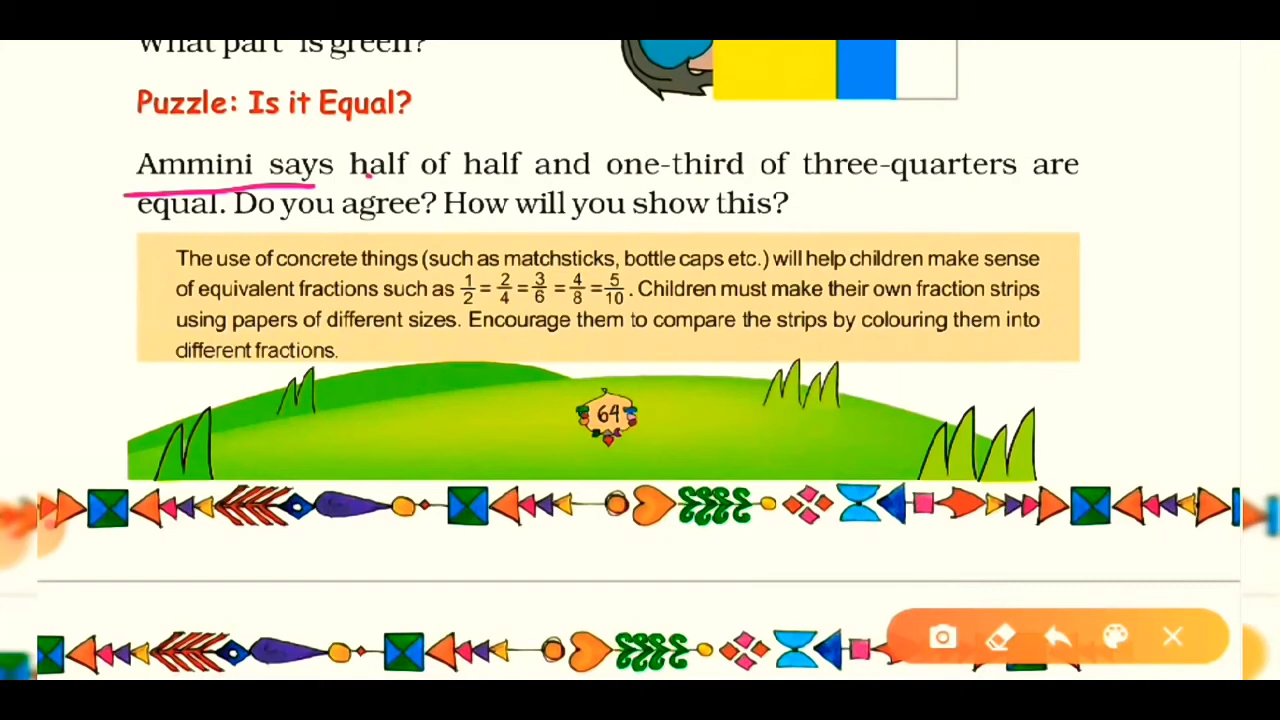 What part is green?
Puzzle: Is it Equal?
Ammini says half of half and one-third of three-quarters are
equal. Do you agree? How will you show this?
The use of concrete things (such as matchsticks, bottle caps etc.) will help children make sense
of equivalent fractions such as 1/2 = 2/4 = 3/6 = 4/8 = 5/10 . Children must make their own fraction strips
using papers of different sizes. Encourage them to compare the strips by colouring them into
different fractions.
64